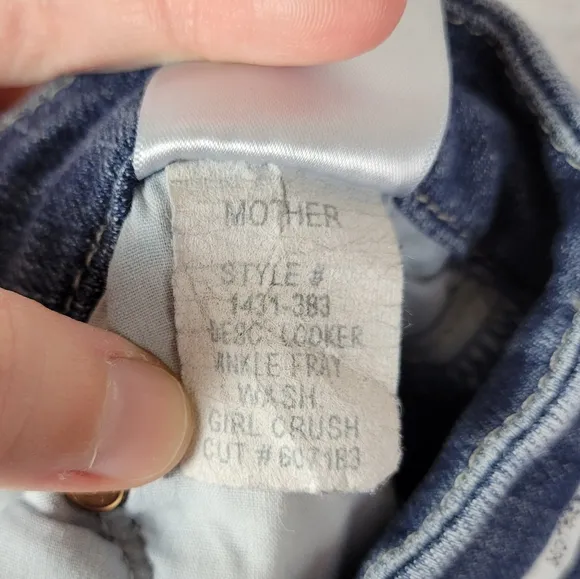 MOTHER
STYLE #
1431-383
DESC: LOOKER
ANKLE FRAY
WASH:
GIRL CRUSH
CUT # 607183